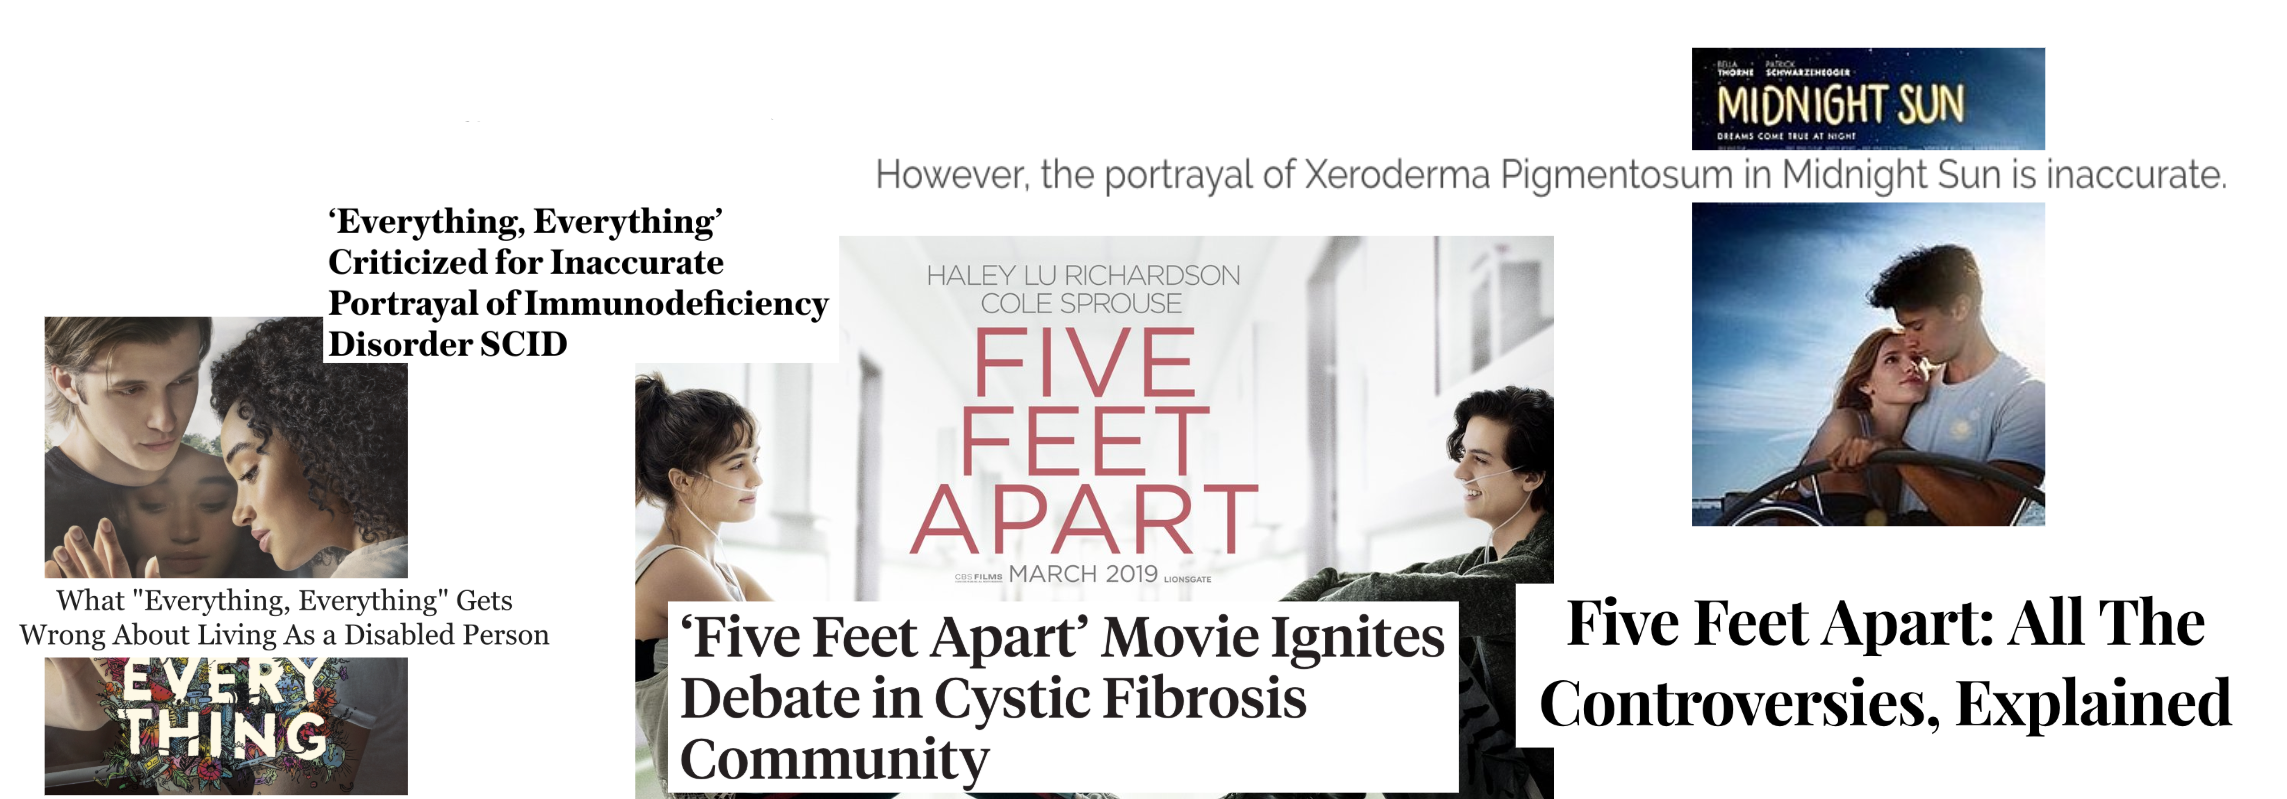 BELLA PATRICK
THORNE SCHWARZENEGGER
MIDNIGHT SUN
DREAMS COME TRUE AT NIGHT
However, the portrayal of Xeroderma Pigmentosum in Midnight Sun is inaccurate.
‘Everything, Everything’
Criticized for Inaccurate
Portrayal of Immunodeficiency
Disorder SCID
What "Everything, Everything" Gets
Wrong About Living As a Disabled Person
EVERY
THING
HALEY LU RICHARDSON
COLE SPROUSE
FIVE
FEET
APART
CBS FILMS MARCH 2019 LIONSGATE
‘Five Feet Apart’ Movie Ignites
Debate in Cystic Fibrosis
Community
Five Feet Apart: All The
Controversies, Explained